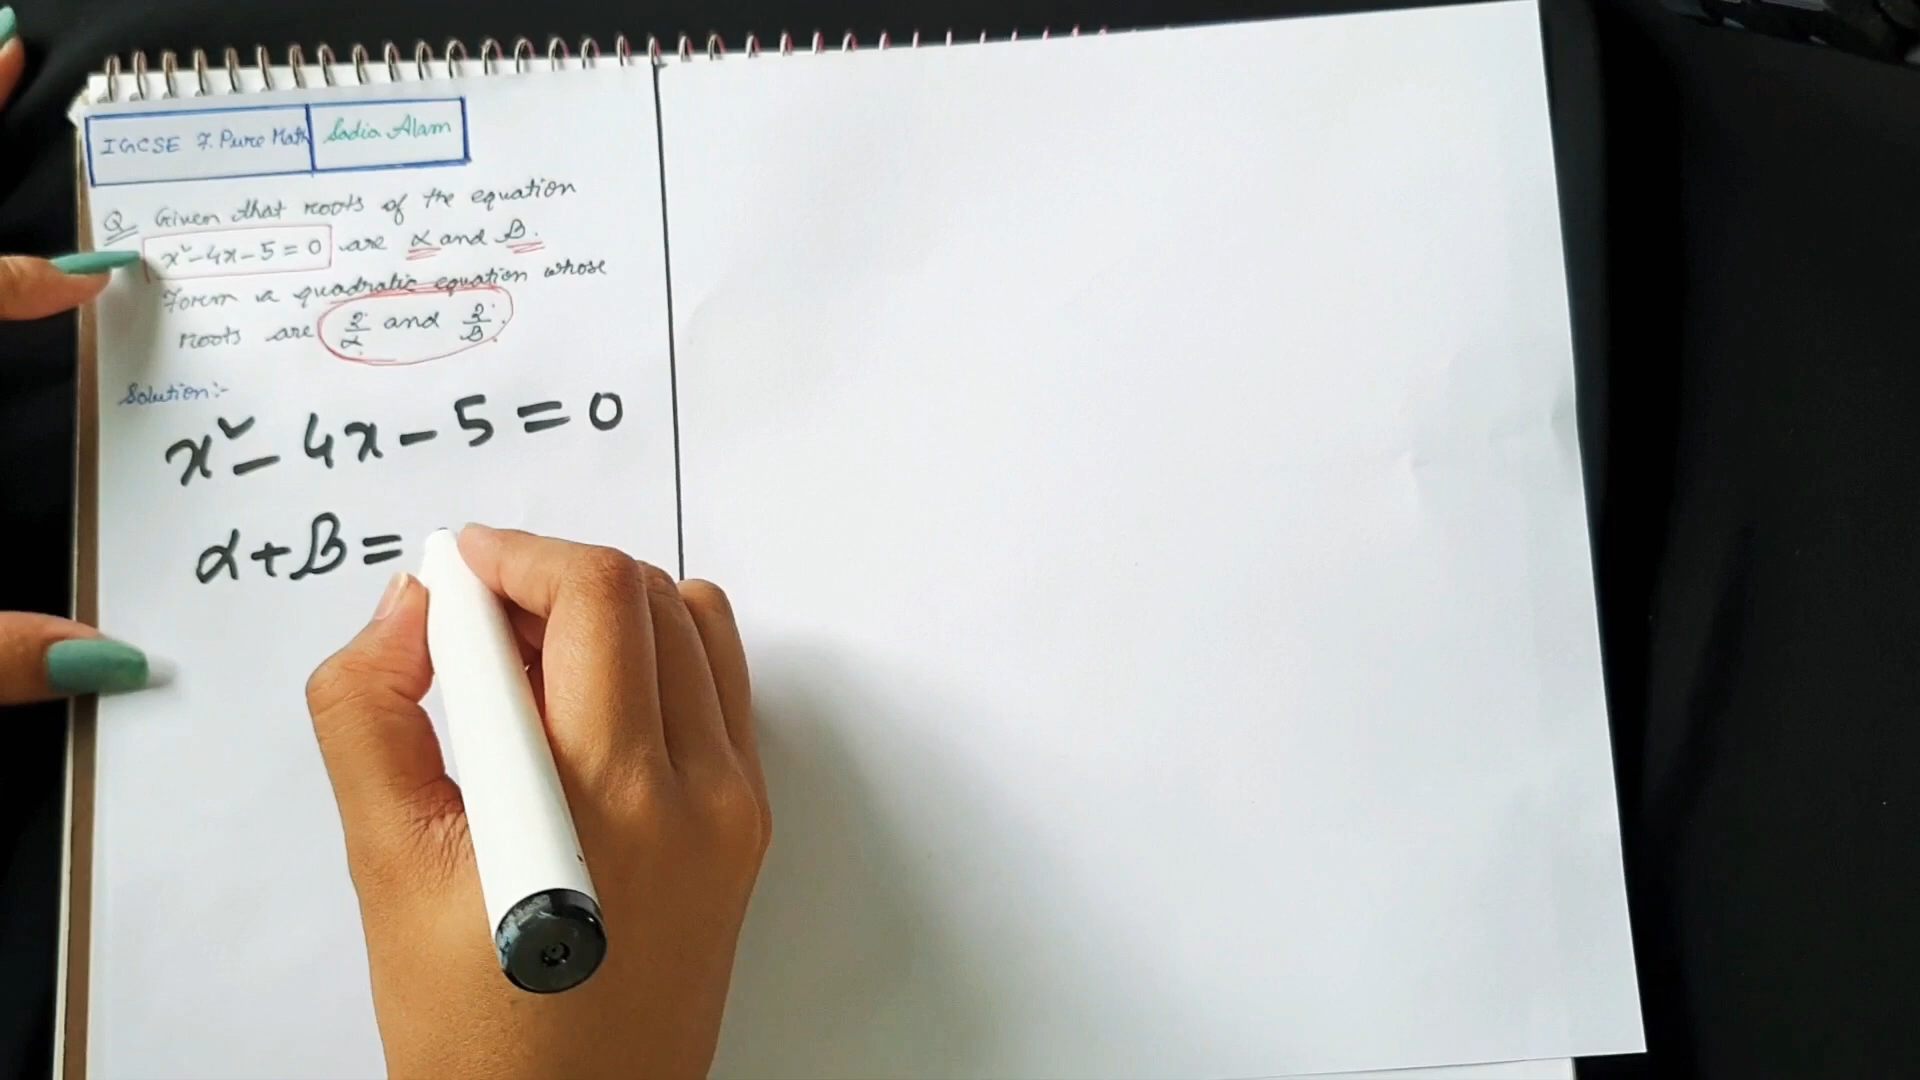 IGCSE F. Pure Math Sadia Alam
Q Given that roots of the equation
x²-4x-5=0 are α and β.
Form a quadratic equation whose
roots are 2/α and 2/β.
Solution:-
x²-4x-5=0
α+β=